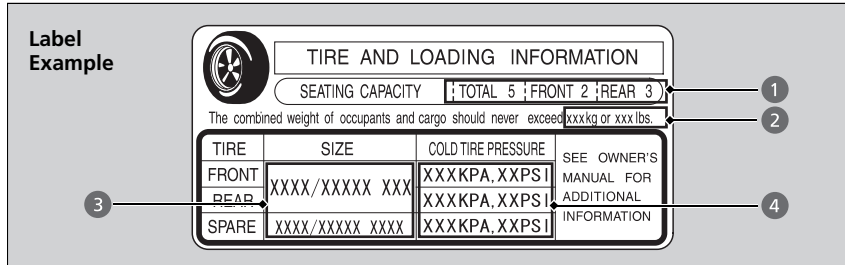 Label
Example
TIRE AND LOADING INFORMATION
SEATING CAPACITY TOTAL 5 FRONT 2 REAR 3
1
The combined weight of occupants and cargo should never exceed xxx kg or xxx lbs.
2
TIRE SIZE COLD TIRE PRESSURE SEE OWNER'S MANUAL FOR ADDITIONAL INFORMATION
FRONT XXXX/XXXXX XXX XXXKPA, XXPSI
REAR XXXKPA, XXPSI
3
4
SPARE XXXX/XXXXX XXXX XXXKPA, XXPSI